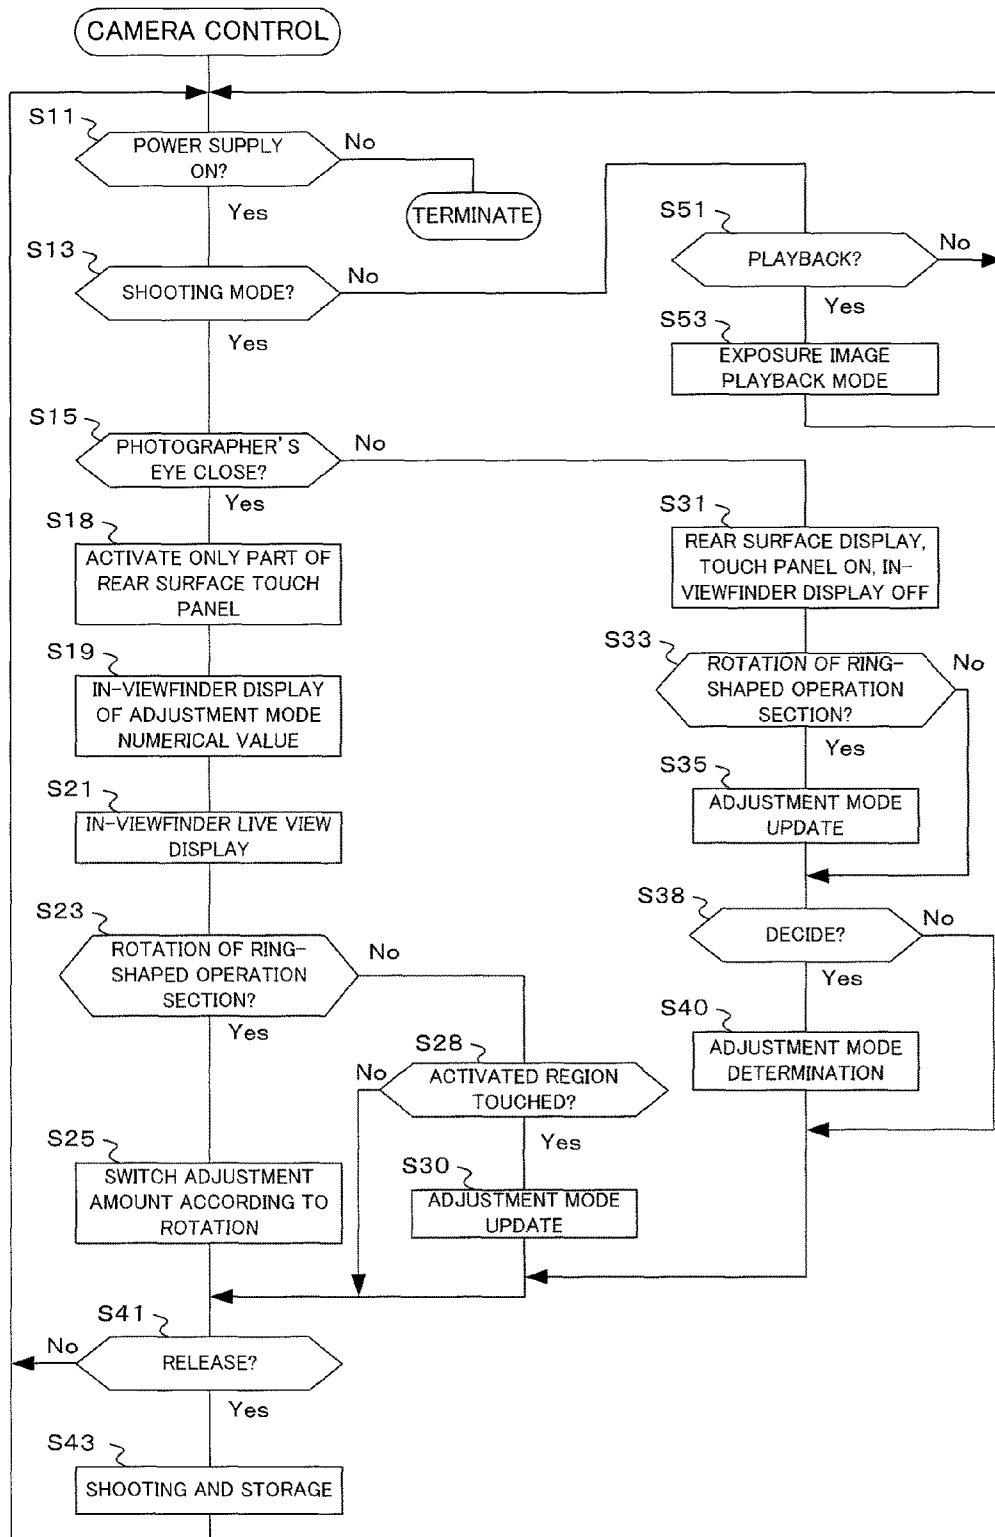 CAMERA CONTROL
S11
POWER SUPPLY
ON?
No
Yes
TERMINATE
S13
SHOOTING MODE?
No
Yes
S51
PLAYBACK?
No
Yes
S53
EXPOSURE IMAGE
PLAYBACK MODE
S15
PHOTOGRAPHER'S
EYE CLOSE?
No
Yes
S18
ACTIVATE ONLY PART OF
REAR SURFACE TOUCH
PANEL
S19
IN-VIEWFINDER DISPLAY
OF ADJUSTMENT MODE
NUMERICAL VALUE
S21
IN-VIEWFINDER LIVE VIEW
DISPLAY
S23
ROTATION OF RING-
SHAPED OPERATION
SECTION?
No
Yes
S28
No
ACTIVATED REGION
TOUCHED?
Yes
S25
SWITCH ADJUSTMENT
AMOUNT ACCORDING TO
ROTATION
S30
ADJUSTMENT MODE
UPDATE
S31
REAR SURFACE DISPLAY,
TOUCH PANEL ON, IN-
VIEWFINDER DISPLAY OFF
S33
ROTATION OF RING-
SHAPED OPERATION
SECTION?
No
Yes
S35
ADJUSTMENT MODE
UPDATE
S38
DECIDE?
No
Yes
S40
ADJUSTMENT MODE
DETERMINATION
S41
No
RELEASE?
Yes
S43
SHOOTING AND STORAGE